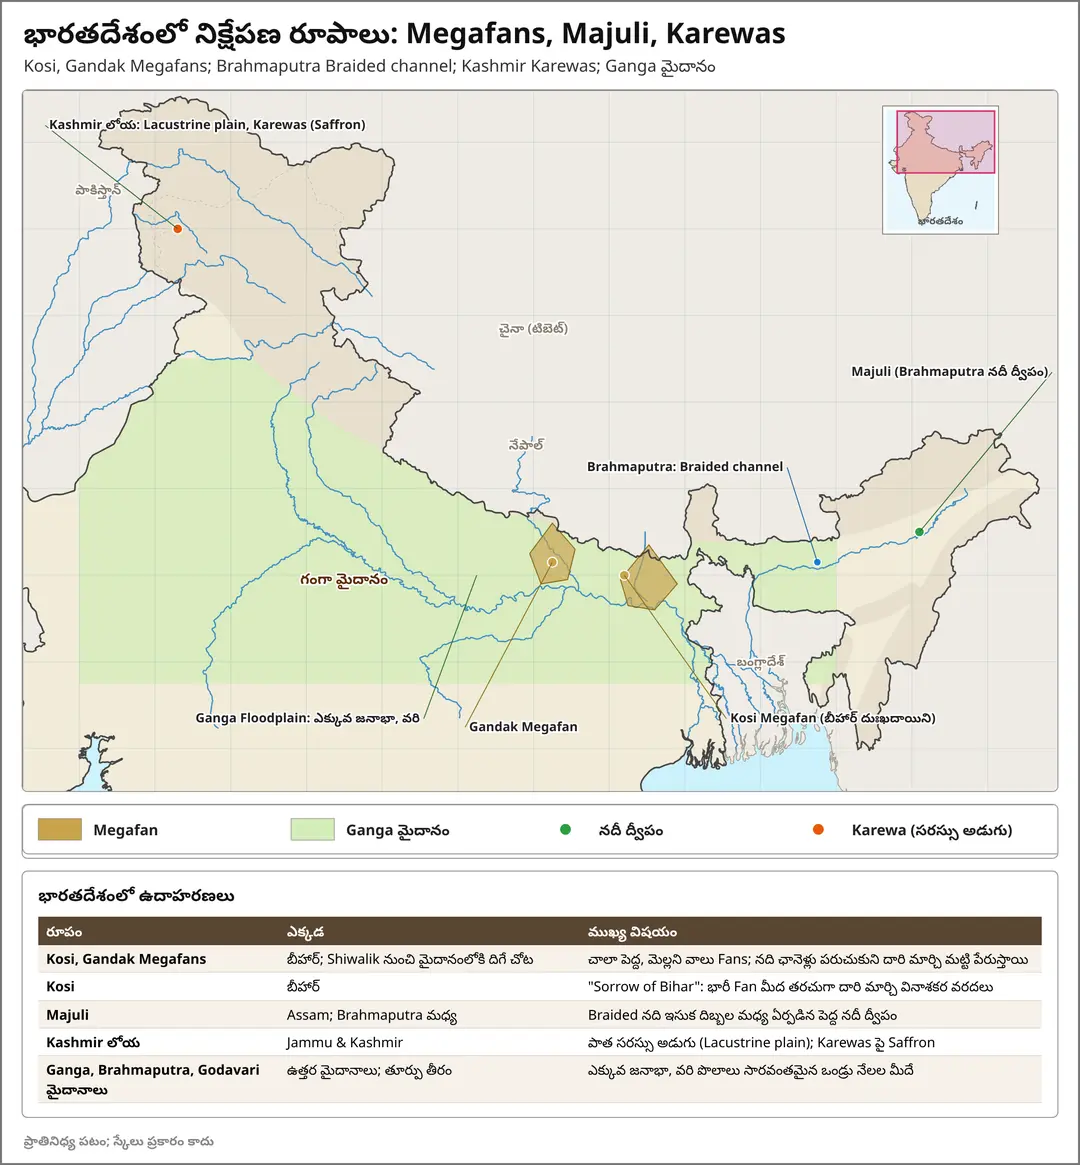 భారతదేశంలో నిక్షేపణ రూపాలు: Megafans, Majuli, Karewas
Kosi, Gandak Megafans; Brahmaputra Braided channel; Kashmir Karewas; Ganga మైదానం
Kashmir లోయ: Lacustrine plain, Karewas (Saffron)
పాకిస్తాన్
భారతదేశం
చైనా (టిబెట్)
Majuli (Brahmaputra నదీ ద్వీపం)
నేపాల్
Brahmaputra: Braided channel
గంగా మైదానం
బంగ్లాదేశ్
Ganga Floodplain: ఎక్కువ జనాభా, వరి
Gandak Megafan
Kosi Megafan (బీహార్ దుఃఖదాయిని)
Megafan
Ganga మైదానం
నదీ ద్వీపం
Karewa (సరస్సు అడుగు)
భారతదేశంలో ఉదాహరణలు
రూపం ఎక్కడ ముఖ్య విషయం
Kosi, Gandak Megafans బీహార్; Shiwalik నుంచి మైదానంలోకి దిగే చోట చాలా పెద్ద, మెల్లని వాలు Fans; నది ఛానెళ్లు పరుచుకుని దారి మార్చి మట్టి పేరుస్తాయి
Kosi బీహార్ "Sorrow of Bihar": భారీ Fan మీద తరచుగా దారి మార్చి వినాశకర వరదలు
Majuli Assam; Brahmaputra మధ్య Braided నది ఇసుక దిబ్బల మధ్య ఏర్పడిన పెద్ద నదీ ద్వీపం
Kashmir లోయ Jammu & Kashmir పాత సరస్సు అడుగు (Lacustrine plain); Karewas పై Saffron
Ganga, Brahmaputra, Godavari ఉత్తర మైదానాలు; తూర్పు తీరం ఎక్కువ జనాభా, వరి పొలాలు సారవంతమైన ఒండ్రు నేలల మీదే
మైదానాలు
ప్రాతినిధ్య పటం; స్కేలు ప్రకారం కాదు